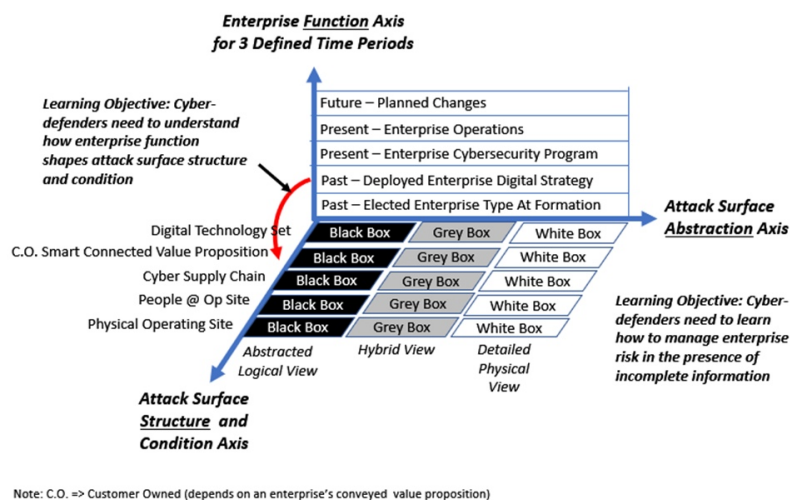 Enterprise Function Axis
for 3 Defined Time Periods
Learning Objective: Cyber-
defenders need to understand
how enterprise function
shapes attack surface structure
and condition
Future – Planned Changes
Present – Enterprise Operations
Present – Enterprise Cybersecurity Program
Past – Deployed Enterprise Digital Strategy
Past – Elected Enterprise Type At Formation
Attack Surface
Abstraction Axis
Digital Technology Set Black Box Grey Box White Box
C.O. Smart Connected Value Proposition Black Box Grey Box White Box
Cyber Supply Chain Black Box Grey Box White Box
People @ Op Site Black Box Grey Box White Box
Physical Operating Site Black Box Grey Box White Box
Abstracted
Logical View
Hybrid View
Detailed
Physical
View
Learning Objective: Cyber-
defenders need to learn
how to manage enterprise
risk in the presence of
incomplete information
Attack Surface
Structure and
Condition Axis
Note: C.O. => Customer Owned (depends on an enterprise's conveyed value proposition)